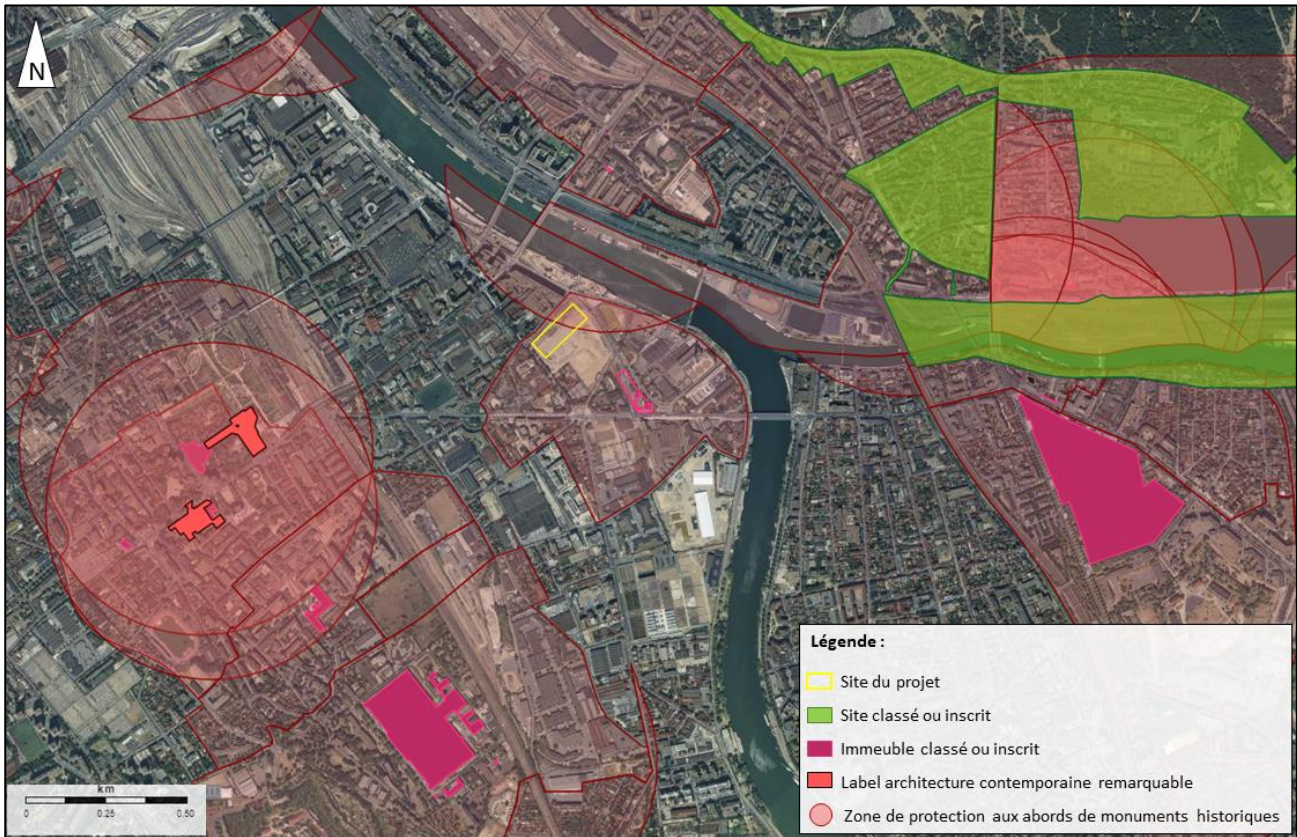 N
Légende :
Site du projet
Site classé ou inscrit
Immeuble classé ou inscrit
Label architecture contemporaine remarquable
Zone de protection aux abords de monuments historiques
km
0 0.25 0.50